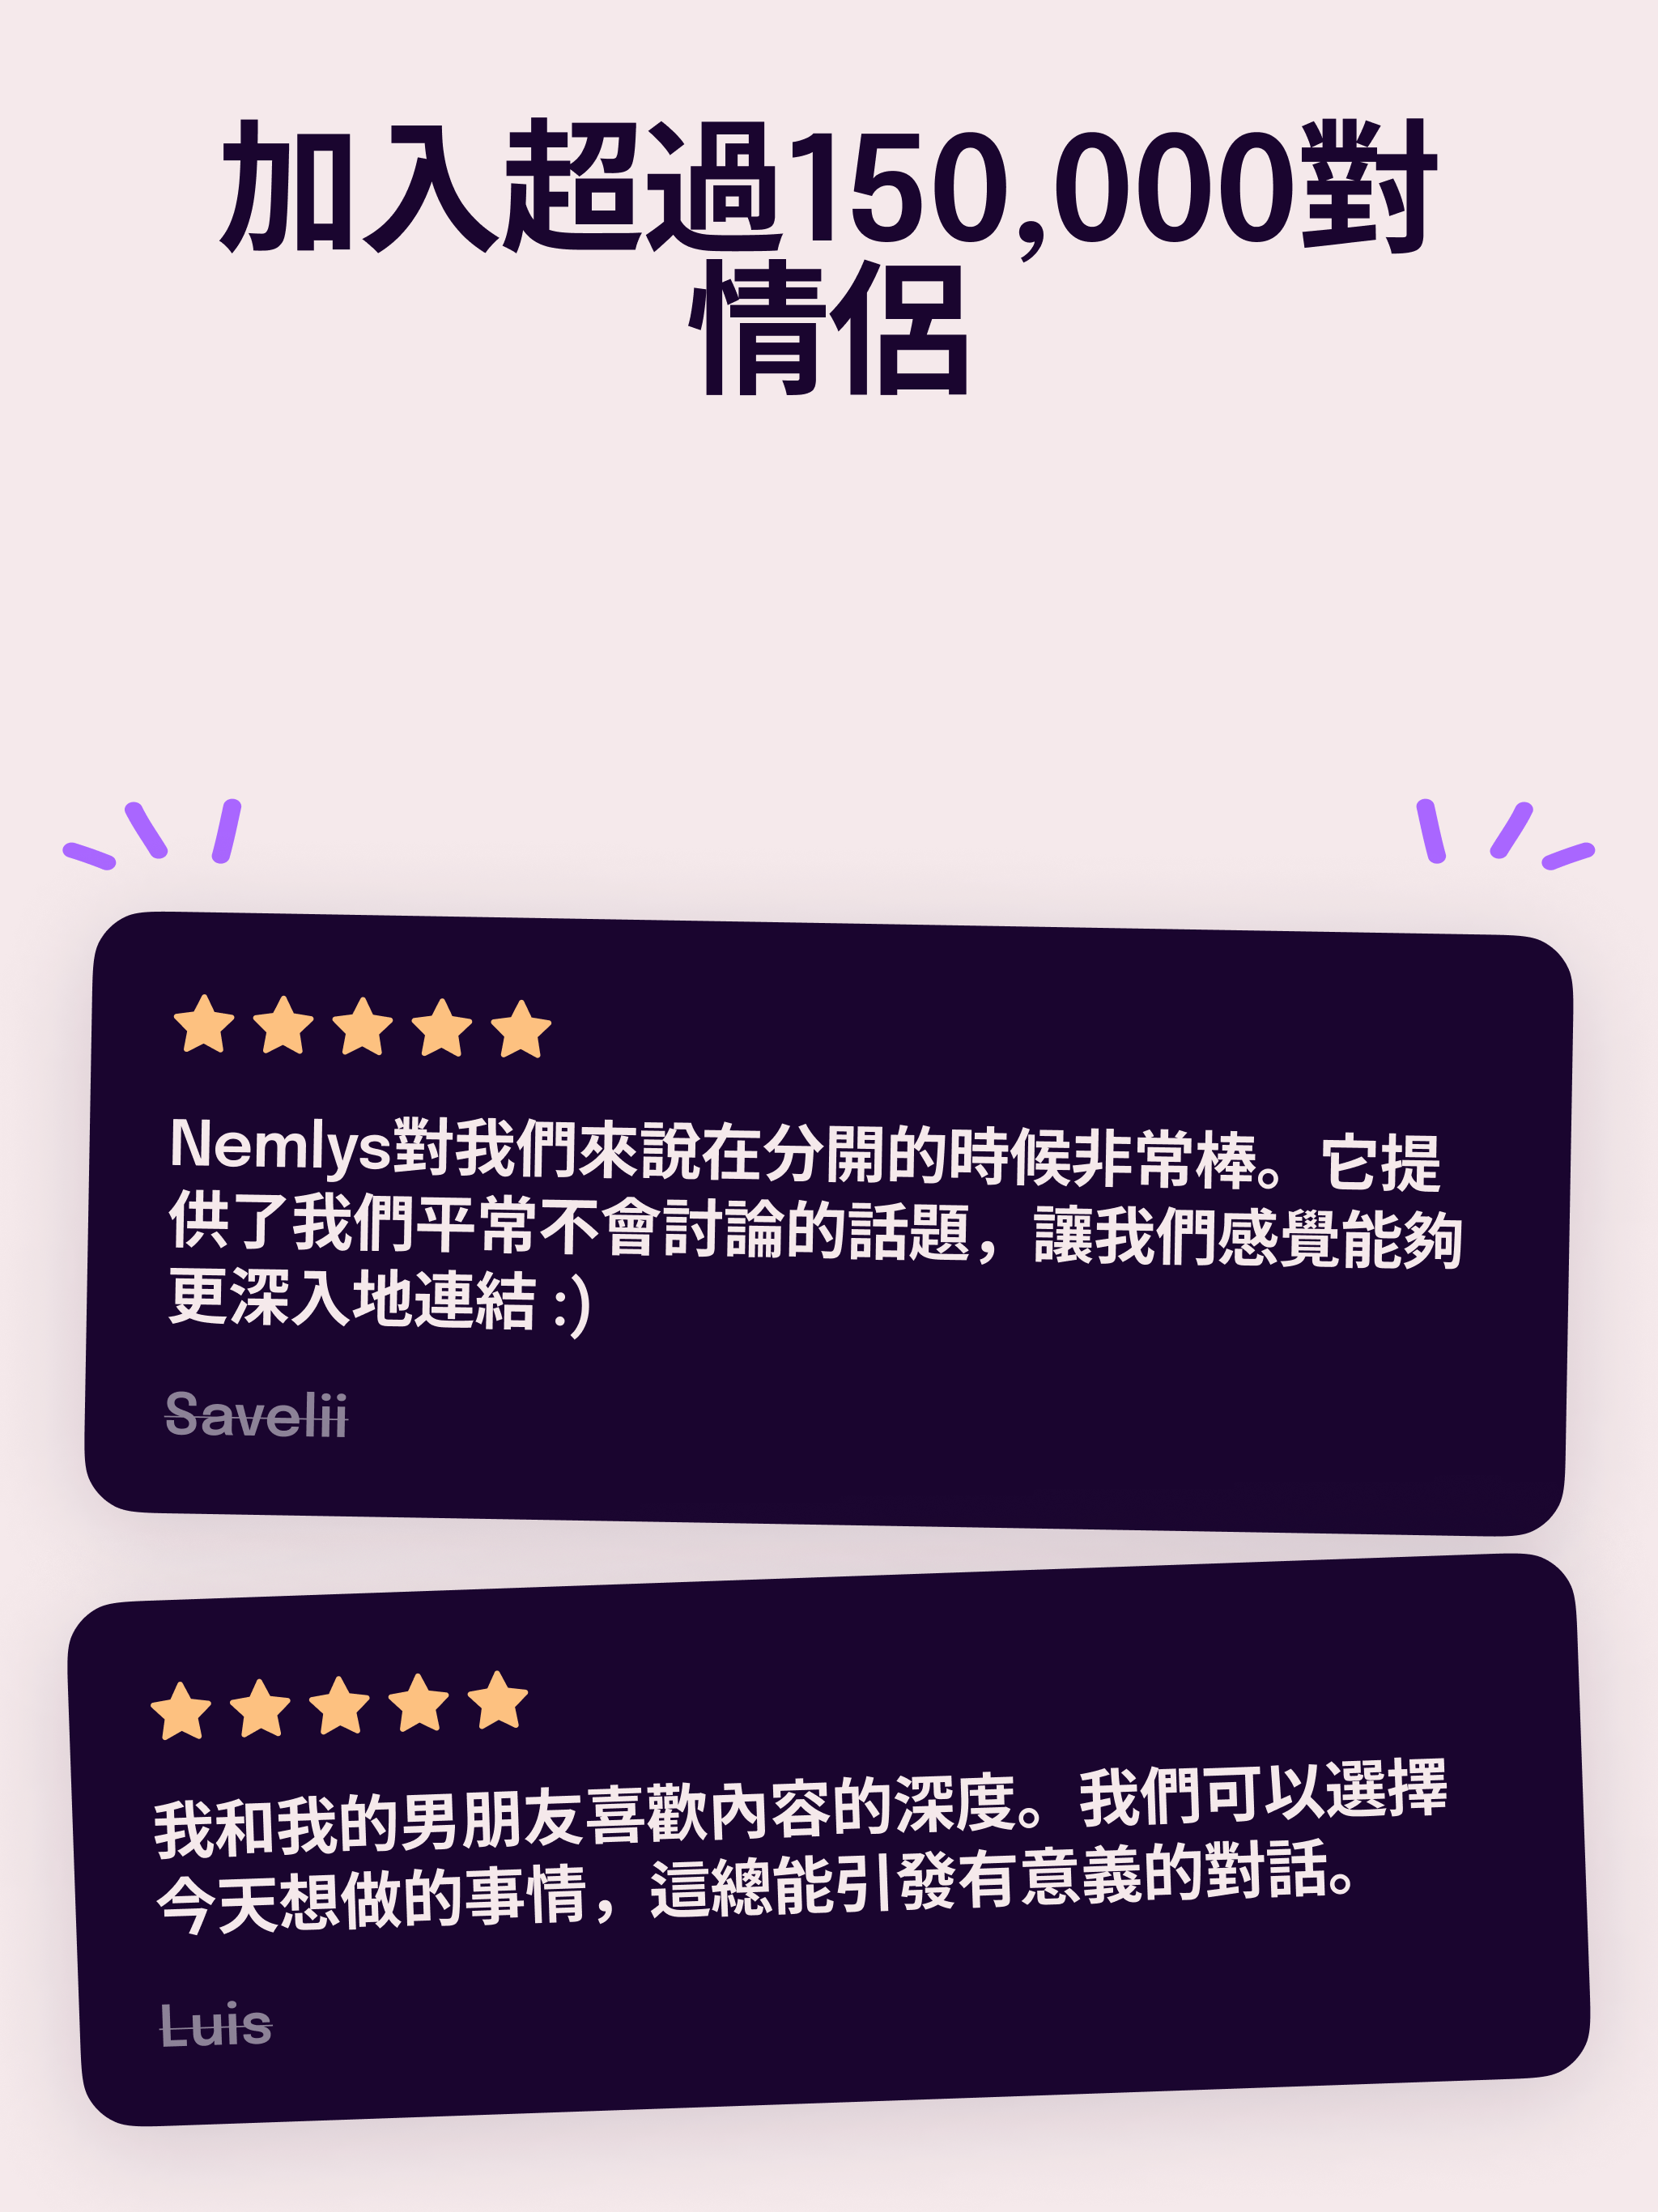 加入超過150,000對
情侶
Nemlys對我們來說在分開的時候非常棒。它提
供了我們平常不會討論的話題，讓我們感覺能夠
更深入地連結 :)
Savelii
我和我的男朋友喜歡內容的深度。我們可以選擇
今天想做的事情，這總能引發有意義的對話。
Luis